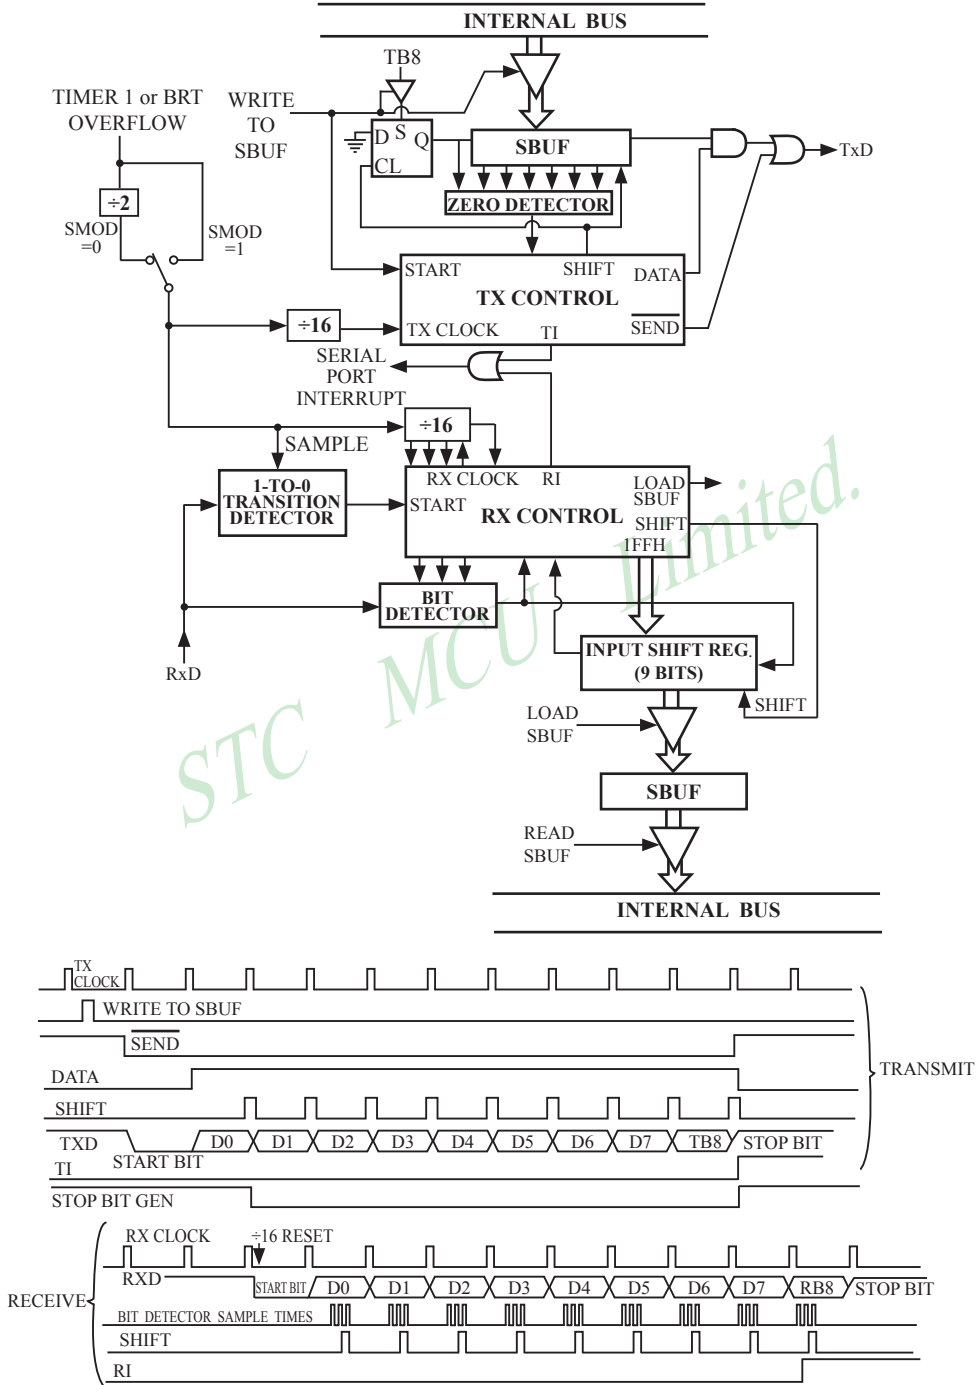 INTERNAL BUS
TB8
TIMER 1 or BRT
OVERFLOW
WRITE
TO
SBUF
D S Q
CL
SBUF
TxD
÷2
ZERO DETECTOR
SMOD
=0
SMOD
=1
START
SHIFT
DATA
TX CONTROL
÷16
TX CLOCK
TI
SEND
SERIAL
PORT
INTERRUPT
÷16
SAMPLE
1-TO-0
TRANSITION
DETECTOR
RX CLOCK
RI
LOAD
SBUF
START
RX CONTROL
SHIFT
1FFH
BIT
DETECTOR
RxD
INPUT SHIFT REG.
(9 BITS)
SHIFT
LOAD
SBUF
SBUF
READ
SBUF
INTERNAL BUS
STC MCU Limited.
TX
CLOCK
WRITE TO SBUF
SEND
DATA
TRANSMIT
SHIFT
TXD
START BIT
D0 D1 D2 D3 D4 D5 D6 D7 TB8 STOP BIT
TI
STOP BIT GEN
RX CLOCK
÷16 RESET
RXD
START BIT D0 D1 D2 D3 D4 D5 D6 D7 RB8 STOP BIT
RECEIVE
BIT DETECTOR SAMPLE TIMES
SHIFT
RI